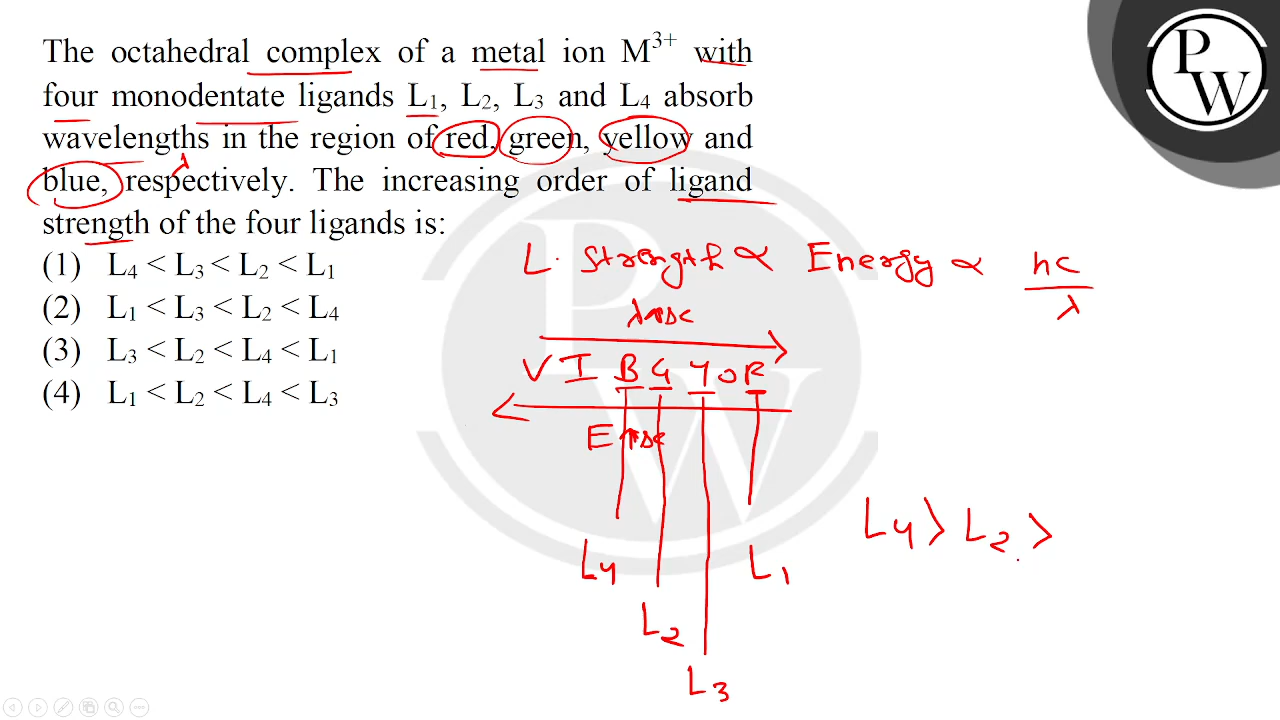 The octahedral complex of a metal ion M³⁺ with
four monodentate ligands L₁, L₂, L₃ and L₄ absorb
wavelengths in the region of red, green, yellow and
λ
blue, respectively. The increasing order of ligand
strength of the four ligands is:
(1) L₄ < L₃ < L₂ < L₁
(2) L₁ < L₃ < L₂ < L₄
(3) L₃ < L₂ < L₄ < L₁
(4) L₁ < L₂ < L₄ < L₃
P
W
L. Strength ∝ Energy ∝ hc/λ
λ ↑se
V I B G Y O R
E ↑se
L4 > L2 >
L4 L1
L2
L3
P
W